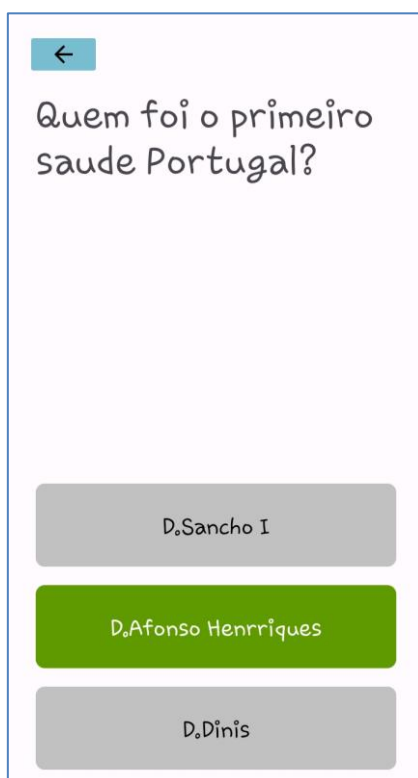 Quem foi o primeiro
saude Portugal?
D.Sancho I
D.Afonso Henrriques
D.Dinis